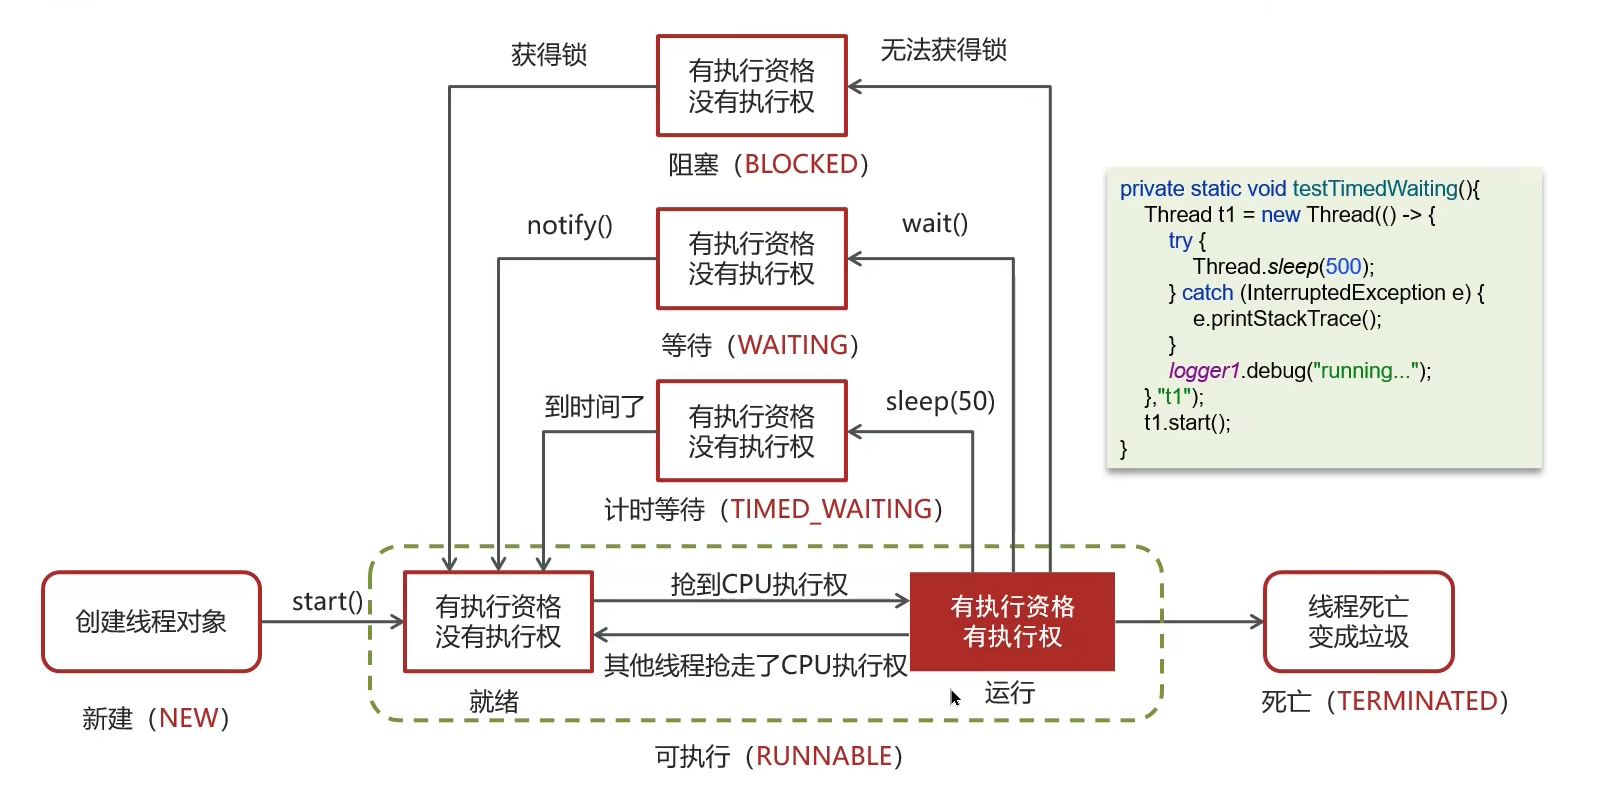 获得锁
无法获得锁
有执行资格
没有执行权
阻塞（BLOCKED）
notify()
wait()
有执行资格
没有执行权
等待（WAITING）
到时间了
sleep(50)
有执行资格
没有执行权
计时等待（TIMED_WAITING）
private static void testTimedWaiting(){
Thread t1 = new Thread(() -> {
try {
Thread.sleep(500);
} catch (InterruptedException e) {
e.printStackTrace();
}
logger1.debug("running...");
},"t1");
t1.start();
}
创建线程对象
新建（NEW）
start()
有执行资格
没有执行权
就绪
抢到CPU执行权
其他线程抢走了CPU执行权
有执行资格
有执行权
运行
可执行（RUNNABLE）
线程死亡
变成垃圾
死亡（TERMINATED）